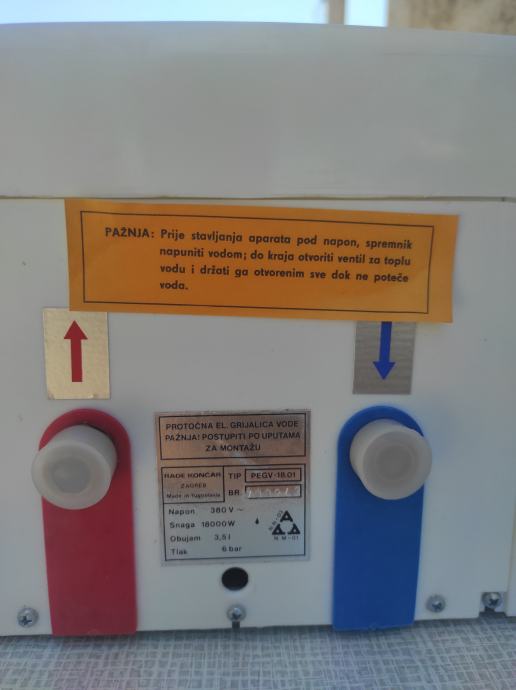 PAŽNJA: Prije stavljanja aparata pod napon, spremnik
napuniti vodom; do kraja otvoriti ventil za toplu
vodu i držati ga otvorenim sve dok ne poteče
voda.
PROTOČNA EL. GRIJALICA VODE
PAŽNJA! POSTUPITI PO UPUTAMA
ZA MONTAŽU
RADE KONČAR
ZAGREB
Made in Yugoslavia
TIP PEGV-18.01
BR.
Napon 380 V~
Snaga 18000W
Obujam 3,5 l
Tlak 6 bar
N.M-01